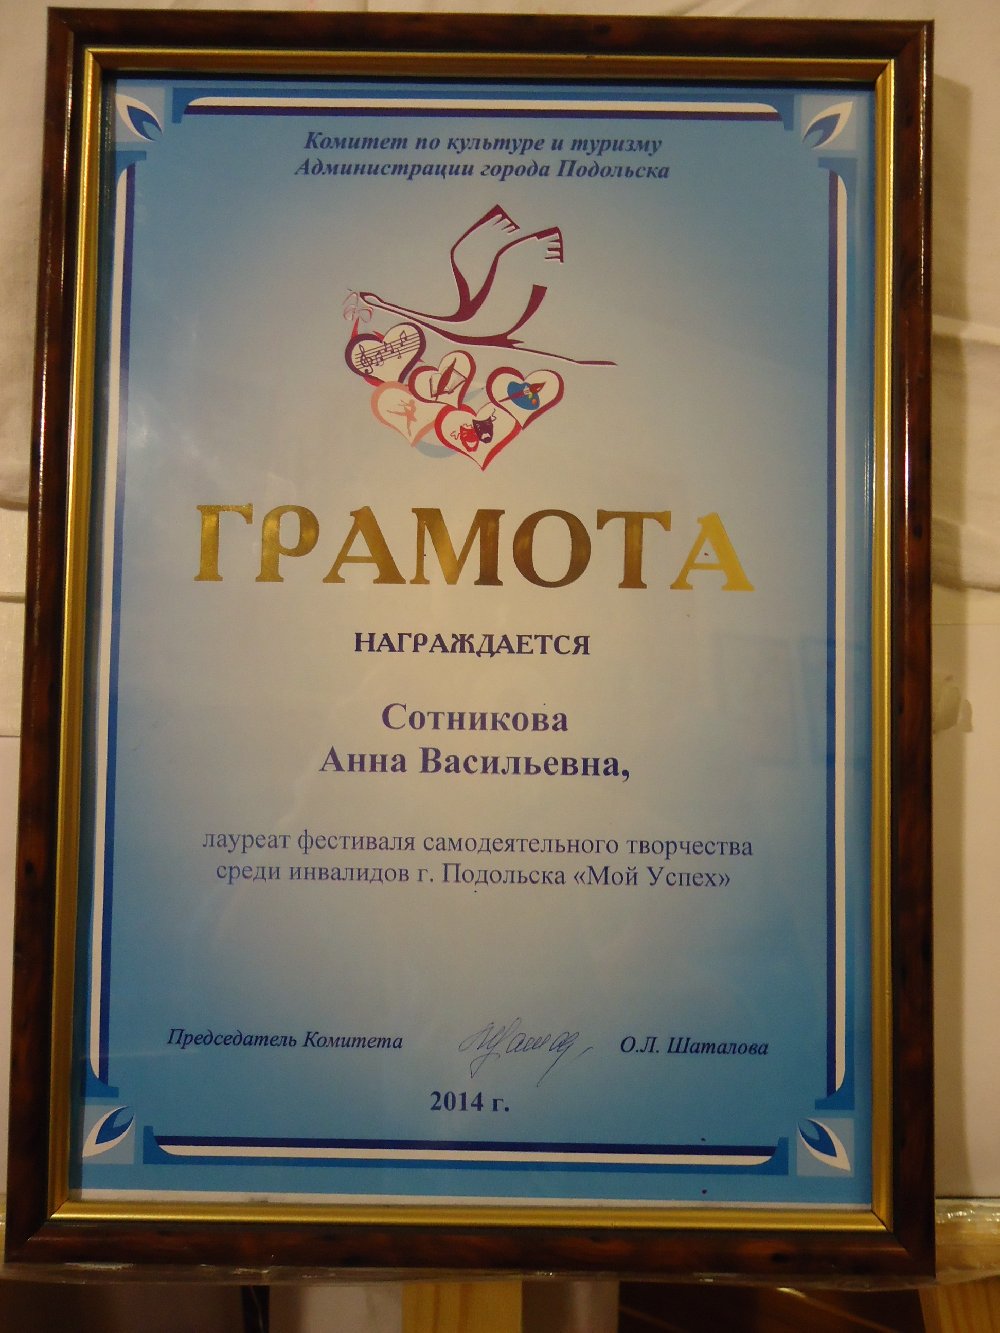 Комитет по культуре и туризму
Администрации города Подольска
ГРАМОТА
НАГРАЖДАЕТСЯ
Сотникова
Анна Васильевна,
лауреат фестиваля самодеятельного творчества
среди инвалидов г. Подольска «Мой Успех»
Председатель Комитета О.Л. Шаталова
2014 г.